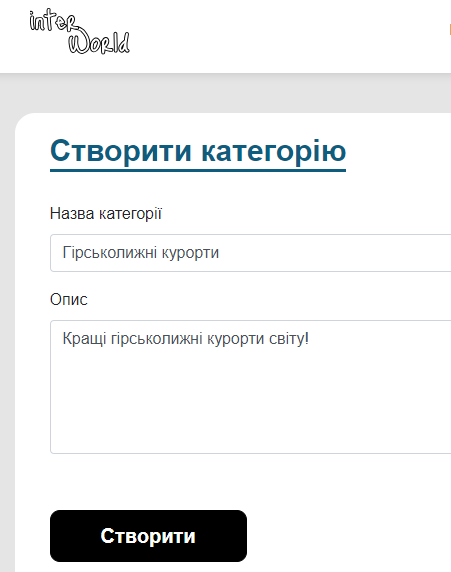 inter
World
Створити категорію
Назва категорії
Гірськолижні курорти
Опис
Кращі гірськолижні курорти світу!
Створити